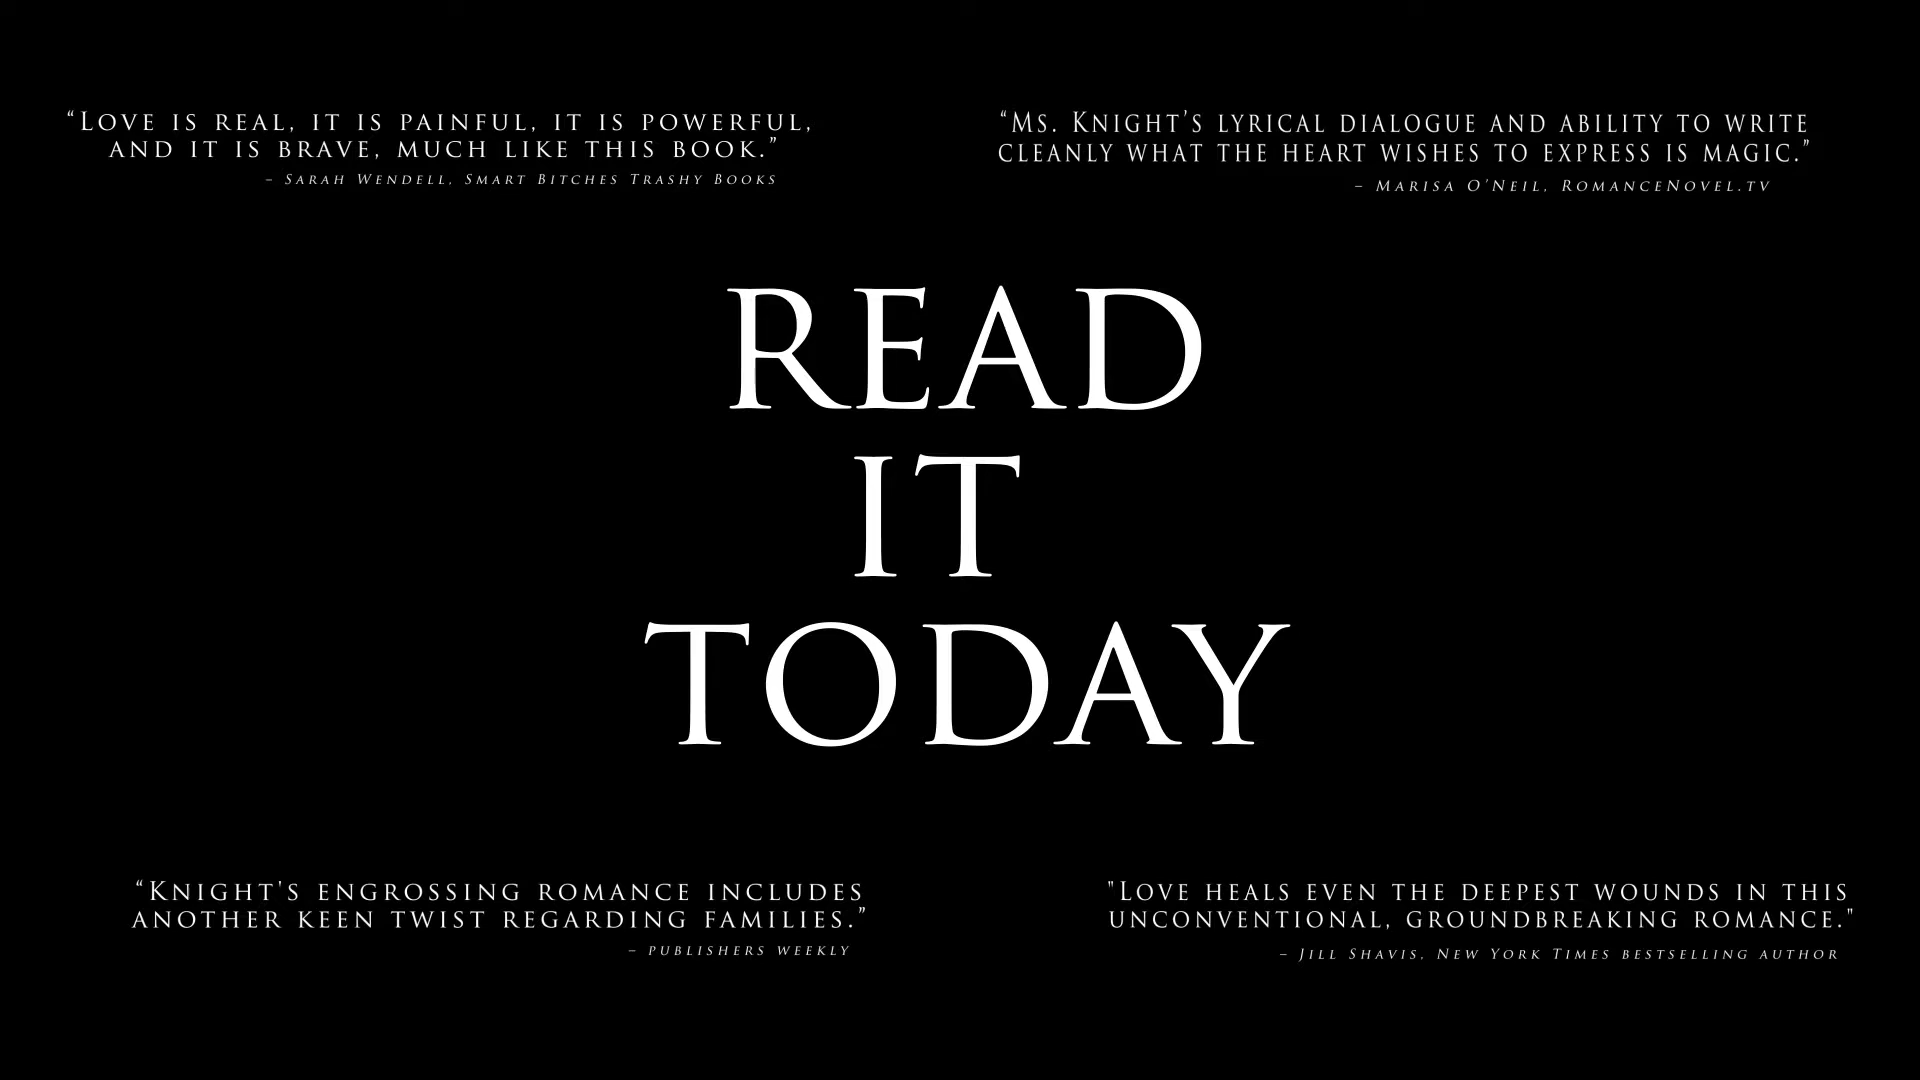 “Love is real, it is painful, it is powerful,
and it is brave, much like this book.”
– Sarah Wendell, Smart Bitches Trashy Books
“Ms. Knight’s lyrical dialogue and ability to write
cleanly what the heart wishes to express is magic.”
– Marisa O'Neil, RomanceNovel.tv
READ
IT
TODAY
“Knight's engrossing romance includes
another keen twist regarding families.”
– publishers weekly
"Love heals even the deepest wounds in this
unconventional, groundbreaking romance."
– Jill Shavis, New York Times bestselling author